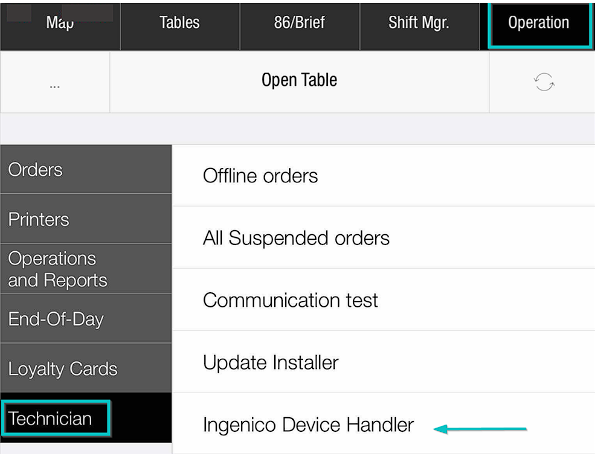 Map
Tables
86/Brief
Shift Mgr.
Operation
...
Open Table
Orders
Printers
Operations
and Reports
End-Of-Day
Loyalty Cards
Technician
Offline orders
All Suspended orders
Communication test
Update Installer
Ingenico Device Handler